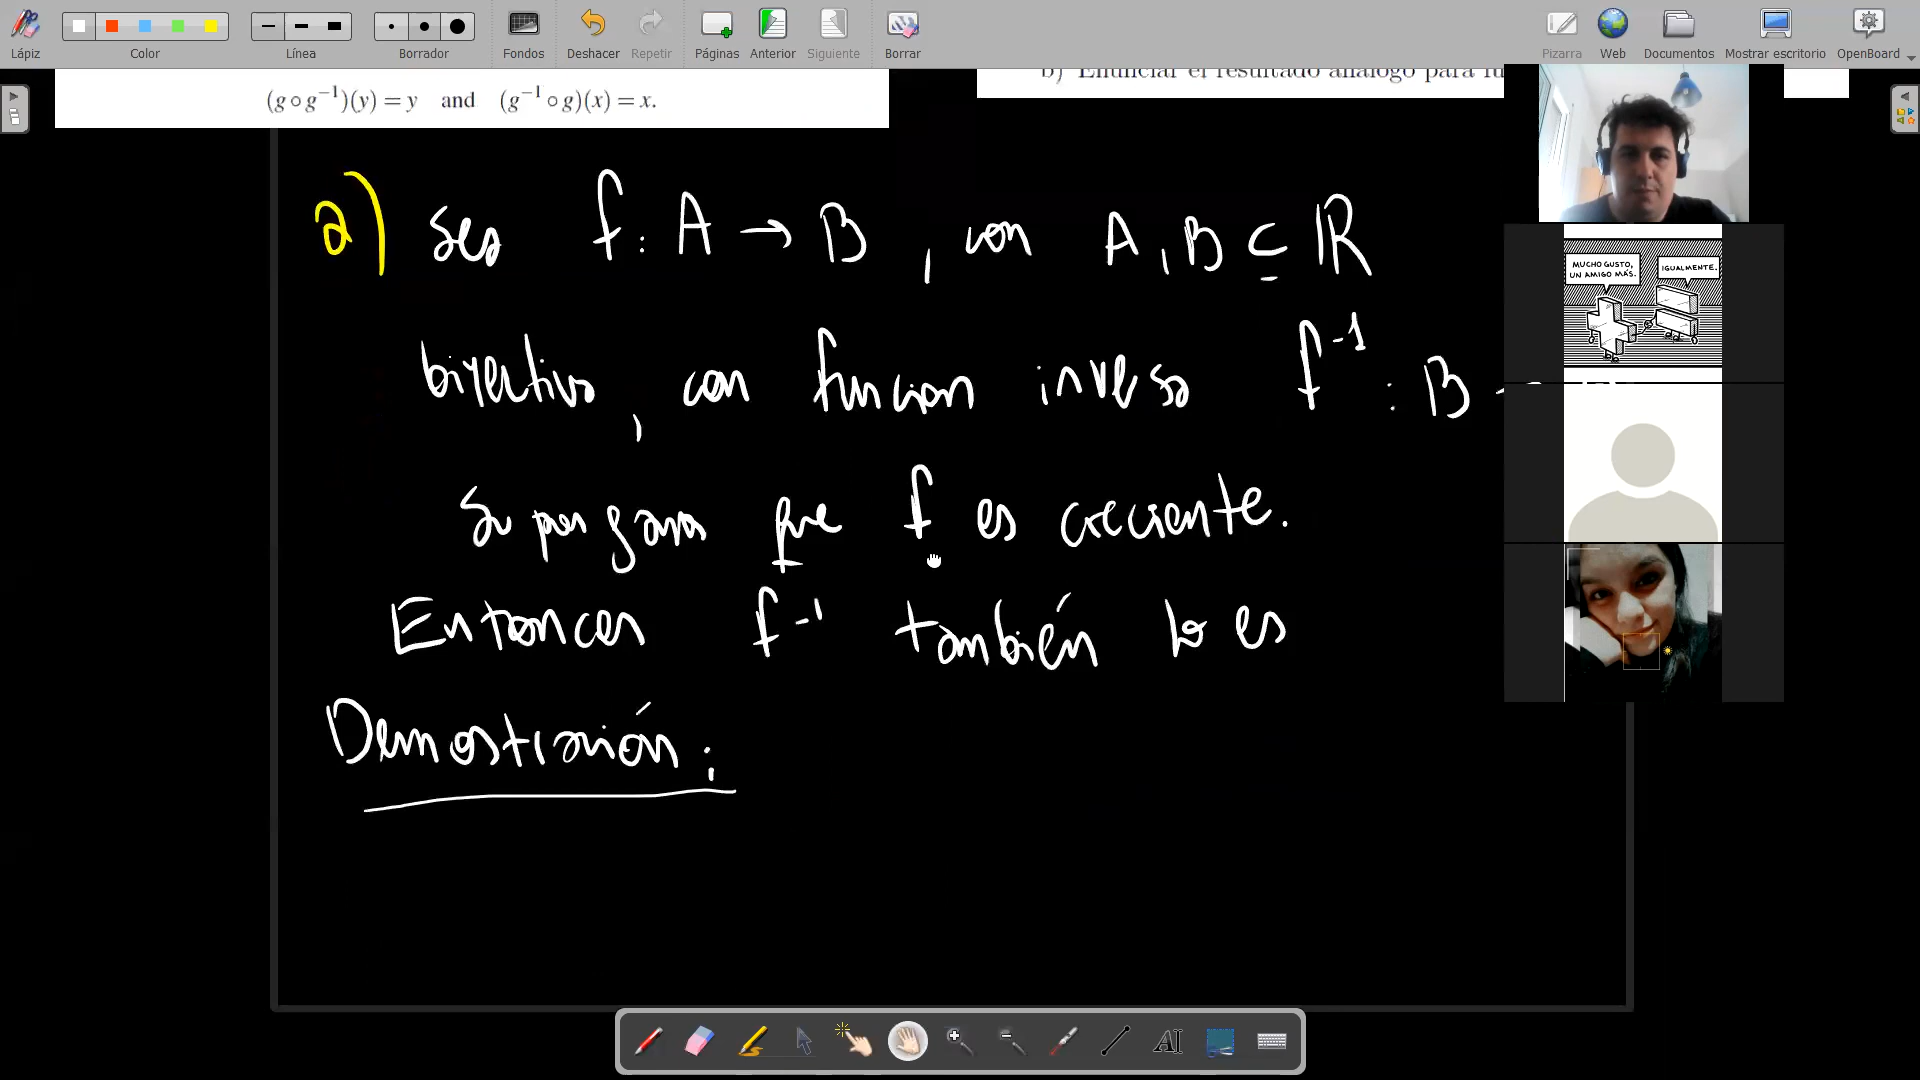 Lápiz
Color
Línea
Borrador
Fondos
Deshacer
Repetir
Páginas
Anterior
Siguiente
Borrar
Pizarra
Web
Documentos
Mostrar escritorio
OpenBoard
(g∘g⁻¹)(y) = y and (g⁻¹∘g)(x) = x.
b) Enunciar el resultado análogo para fu
MUCHO GUSTO,
UN AMIGO MÁS.
IGUALMENTE.
a) Sea f: A → B, con A, B ⊆ ℝ
biyectiva, con funcion inversa f⁻¹ : B
Supongamos que f es creciente.
Entonces f⁻¹ también lo es
Demostración:
AI